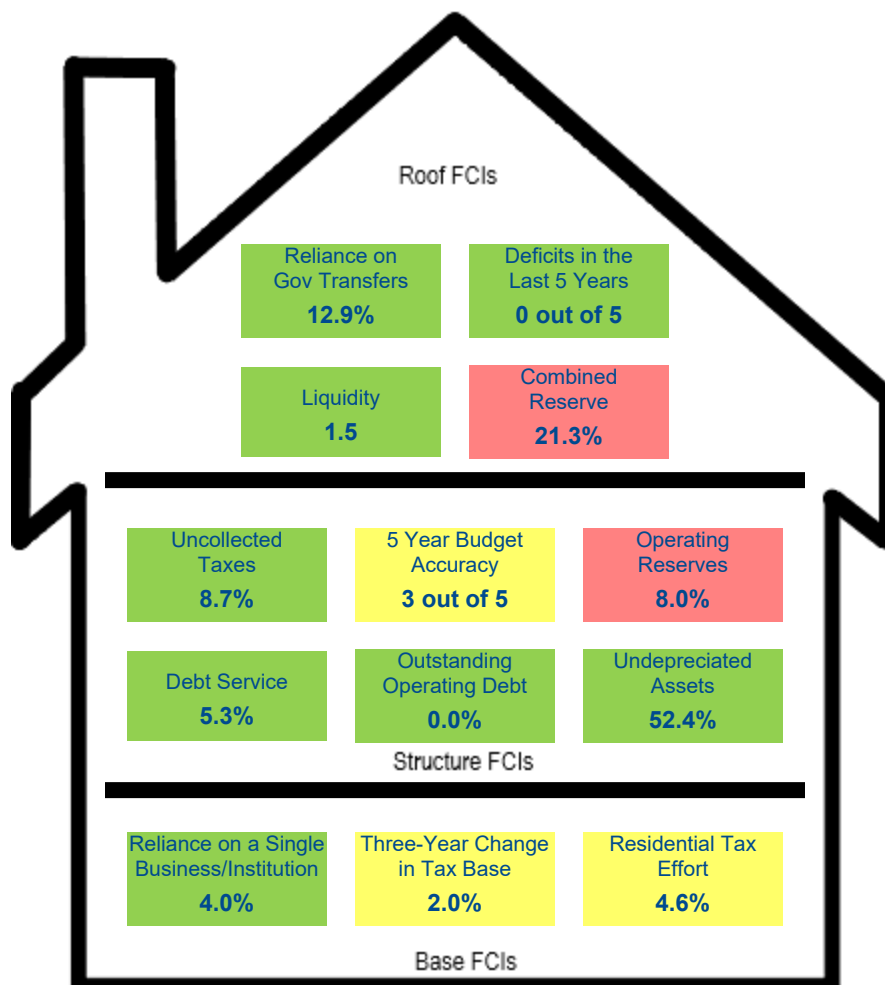 Roof FCIs
Reliance on
Gov Transfers
12.9%
Deficits in the
Last 5 Years
0 out of 5
Liquidity
1.5
Combined
Reserve
21.3%
Uncollected
Taxes
8.7%
5 Year Budget
Accuracy
3 out of 5
Operating
Reserves
8.0%
Debt Service
5.3%
Outstanding
Operating Debt
0.0%
Undepreciated
Assets
52.4%
Structure FCIs
Reliance on a Single
Business/Institution
4.0%
Three-Year Change
in Tax Base
2.0%
Residential Tax
Effort
4.6%
Base FCIs